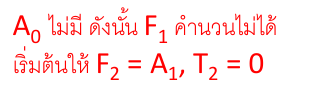 A₀ ไม่มี ดังนั้น F₁ คำนวนไม่ได้
เริ่มต้นให้ F₂ = A₁, T₂ = 0